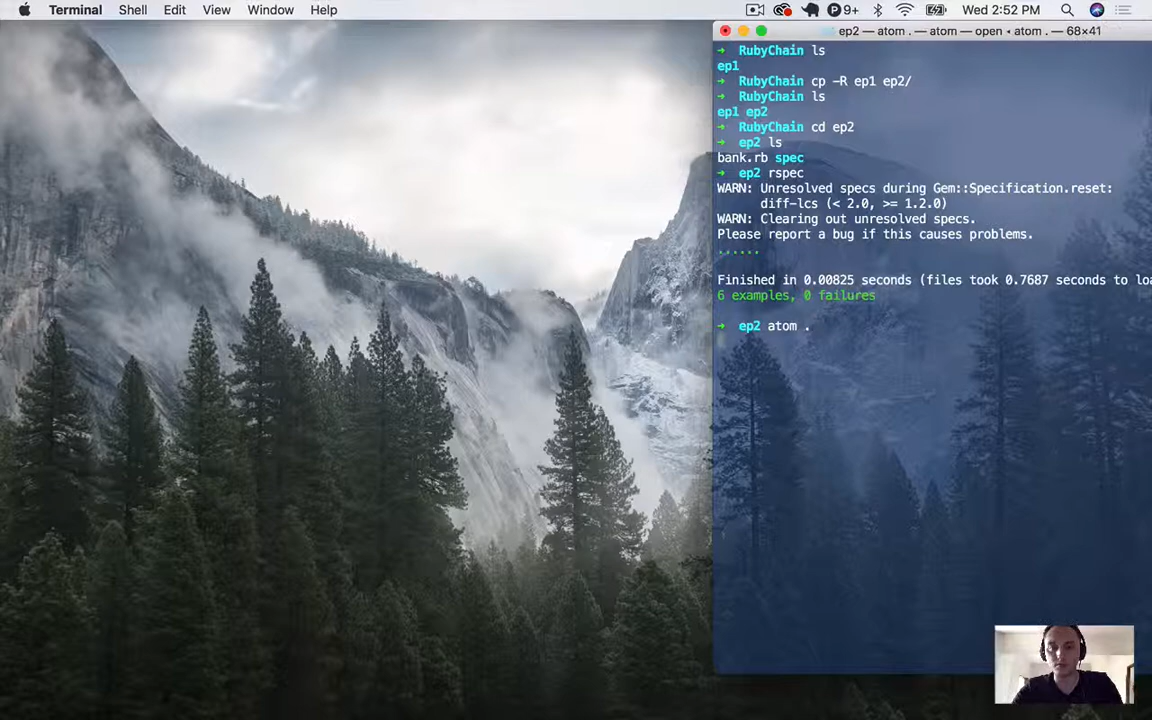 Terminal Shell Edit View Window Help 9+ Wed 2:52 PM
ep2 — atom . — atom — open ◂ atom . — 68×41
➜ RubyChain ls
ep1
➜ RubyChain cp -R ep1 ep2/
➜ RubyChain ls
ep1 ep2
➜ RubyChain cd ep2
➜ ep2 ls
bank.rb spec
➜ ep2 rspec
WARN: Unresolved specs during Gem::Specification.reset:
diff-lcs (< 2.0, >= 1.2.0)
WARN: Clearing out unresolved specs.
Please report a bug if this causes problems.
......
Finished in 0.00825 seconds (files took 0.7687 seconds to loa
6 examples, 0 failures
➜ ep2 atom .